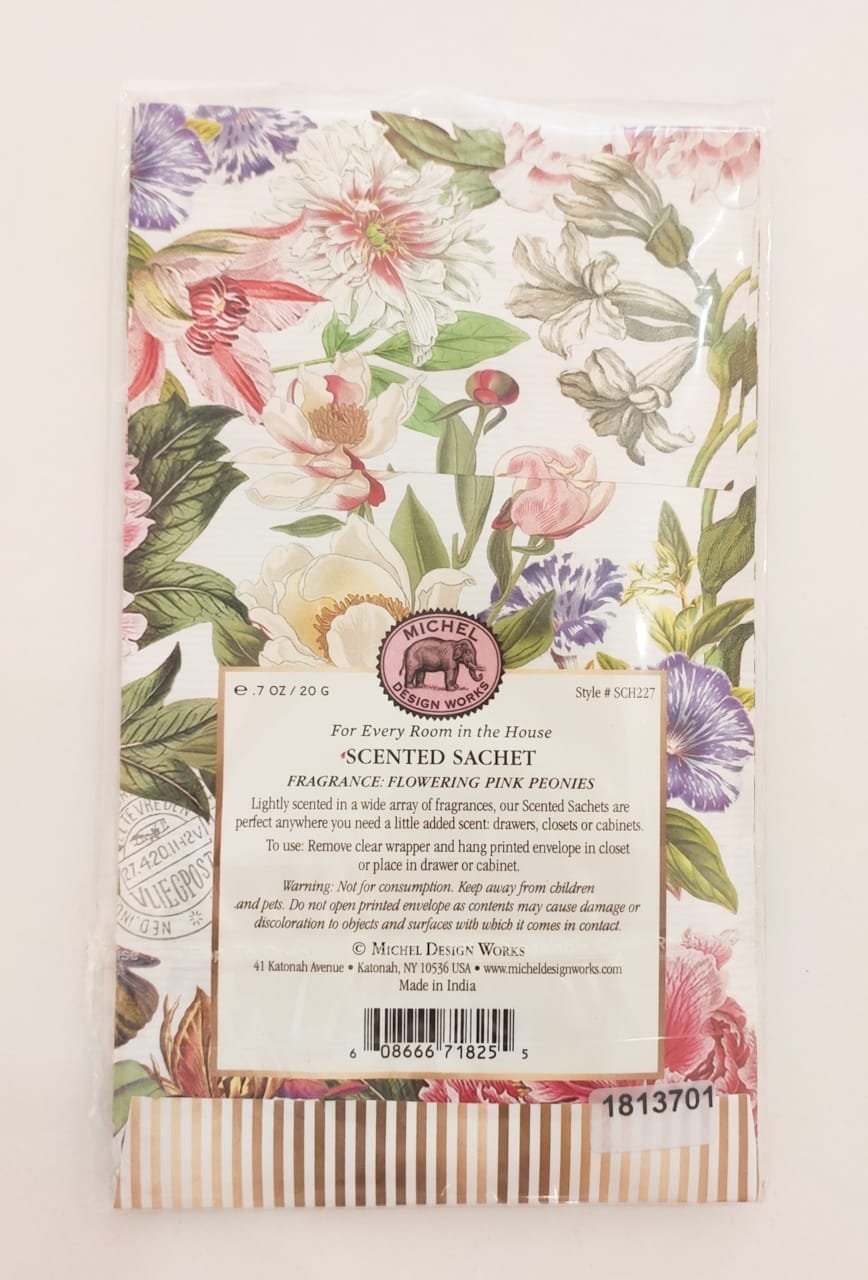 MICHEL
DESIGN WORKS
℮ .7 OZ / 20 G
Style # SCH227
For Every Room in the House
SCENTED SACHET
FRAGRANCE: FLOWERING PINK PEONIES
Lightly scented in a wide array of fragrances, our Scented Sachets are
perfect anywhere you need a little added scent: drawers, closets or cabinets.
To use: Remove clear wrapper and hang printed envelope in closet
or place in drawer or cabinet.
Warning: Not for consumption. Keep away from children
and pets. Do not open printed envelope as contents may cause damage or
discoloration to objects and surfaces with which it comes in contact.
© MICHEL DESIGN WORKS
41 Katonah Avenue • Katonah, NY 10536 USA • www.micheldesignworks.com
Made in India
6 08666 71825 5
1813701
VLIEGPOST